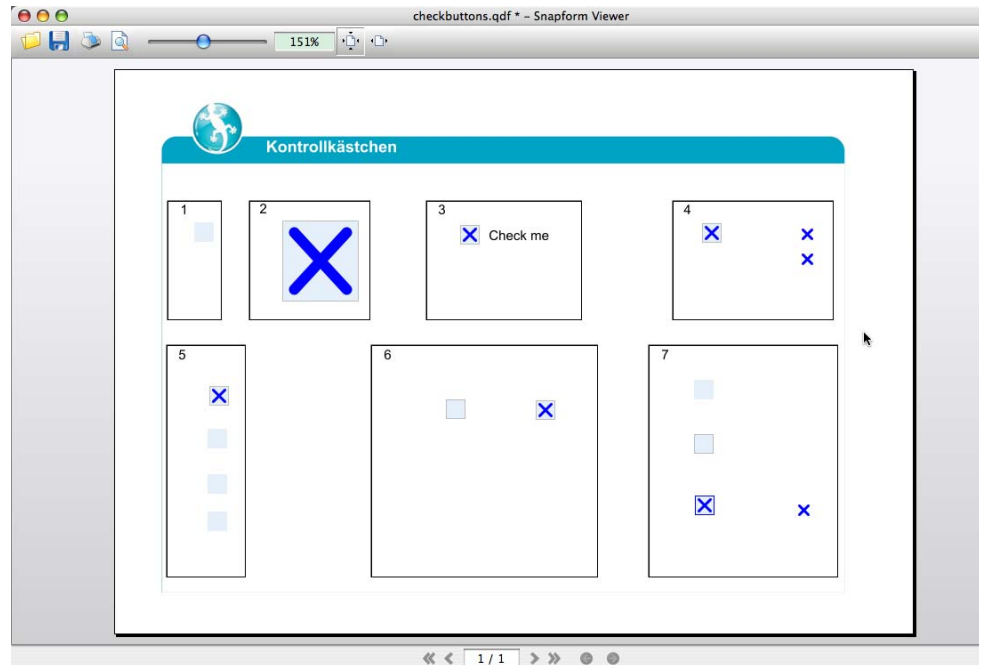 checkbuttons.qdf * – Snapform Viewer
151%
Kontrollkästchen
1
2
3
4
Check me
5
6
7
1 / 1